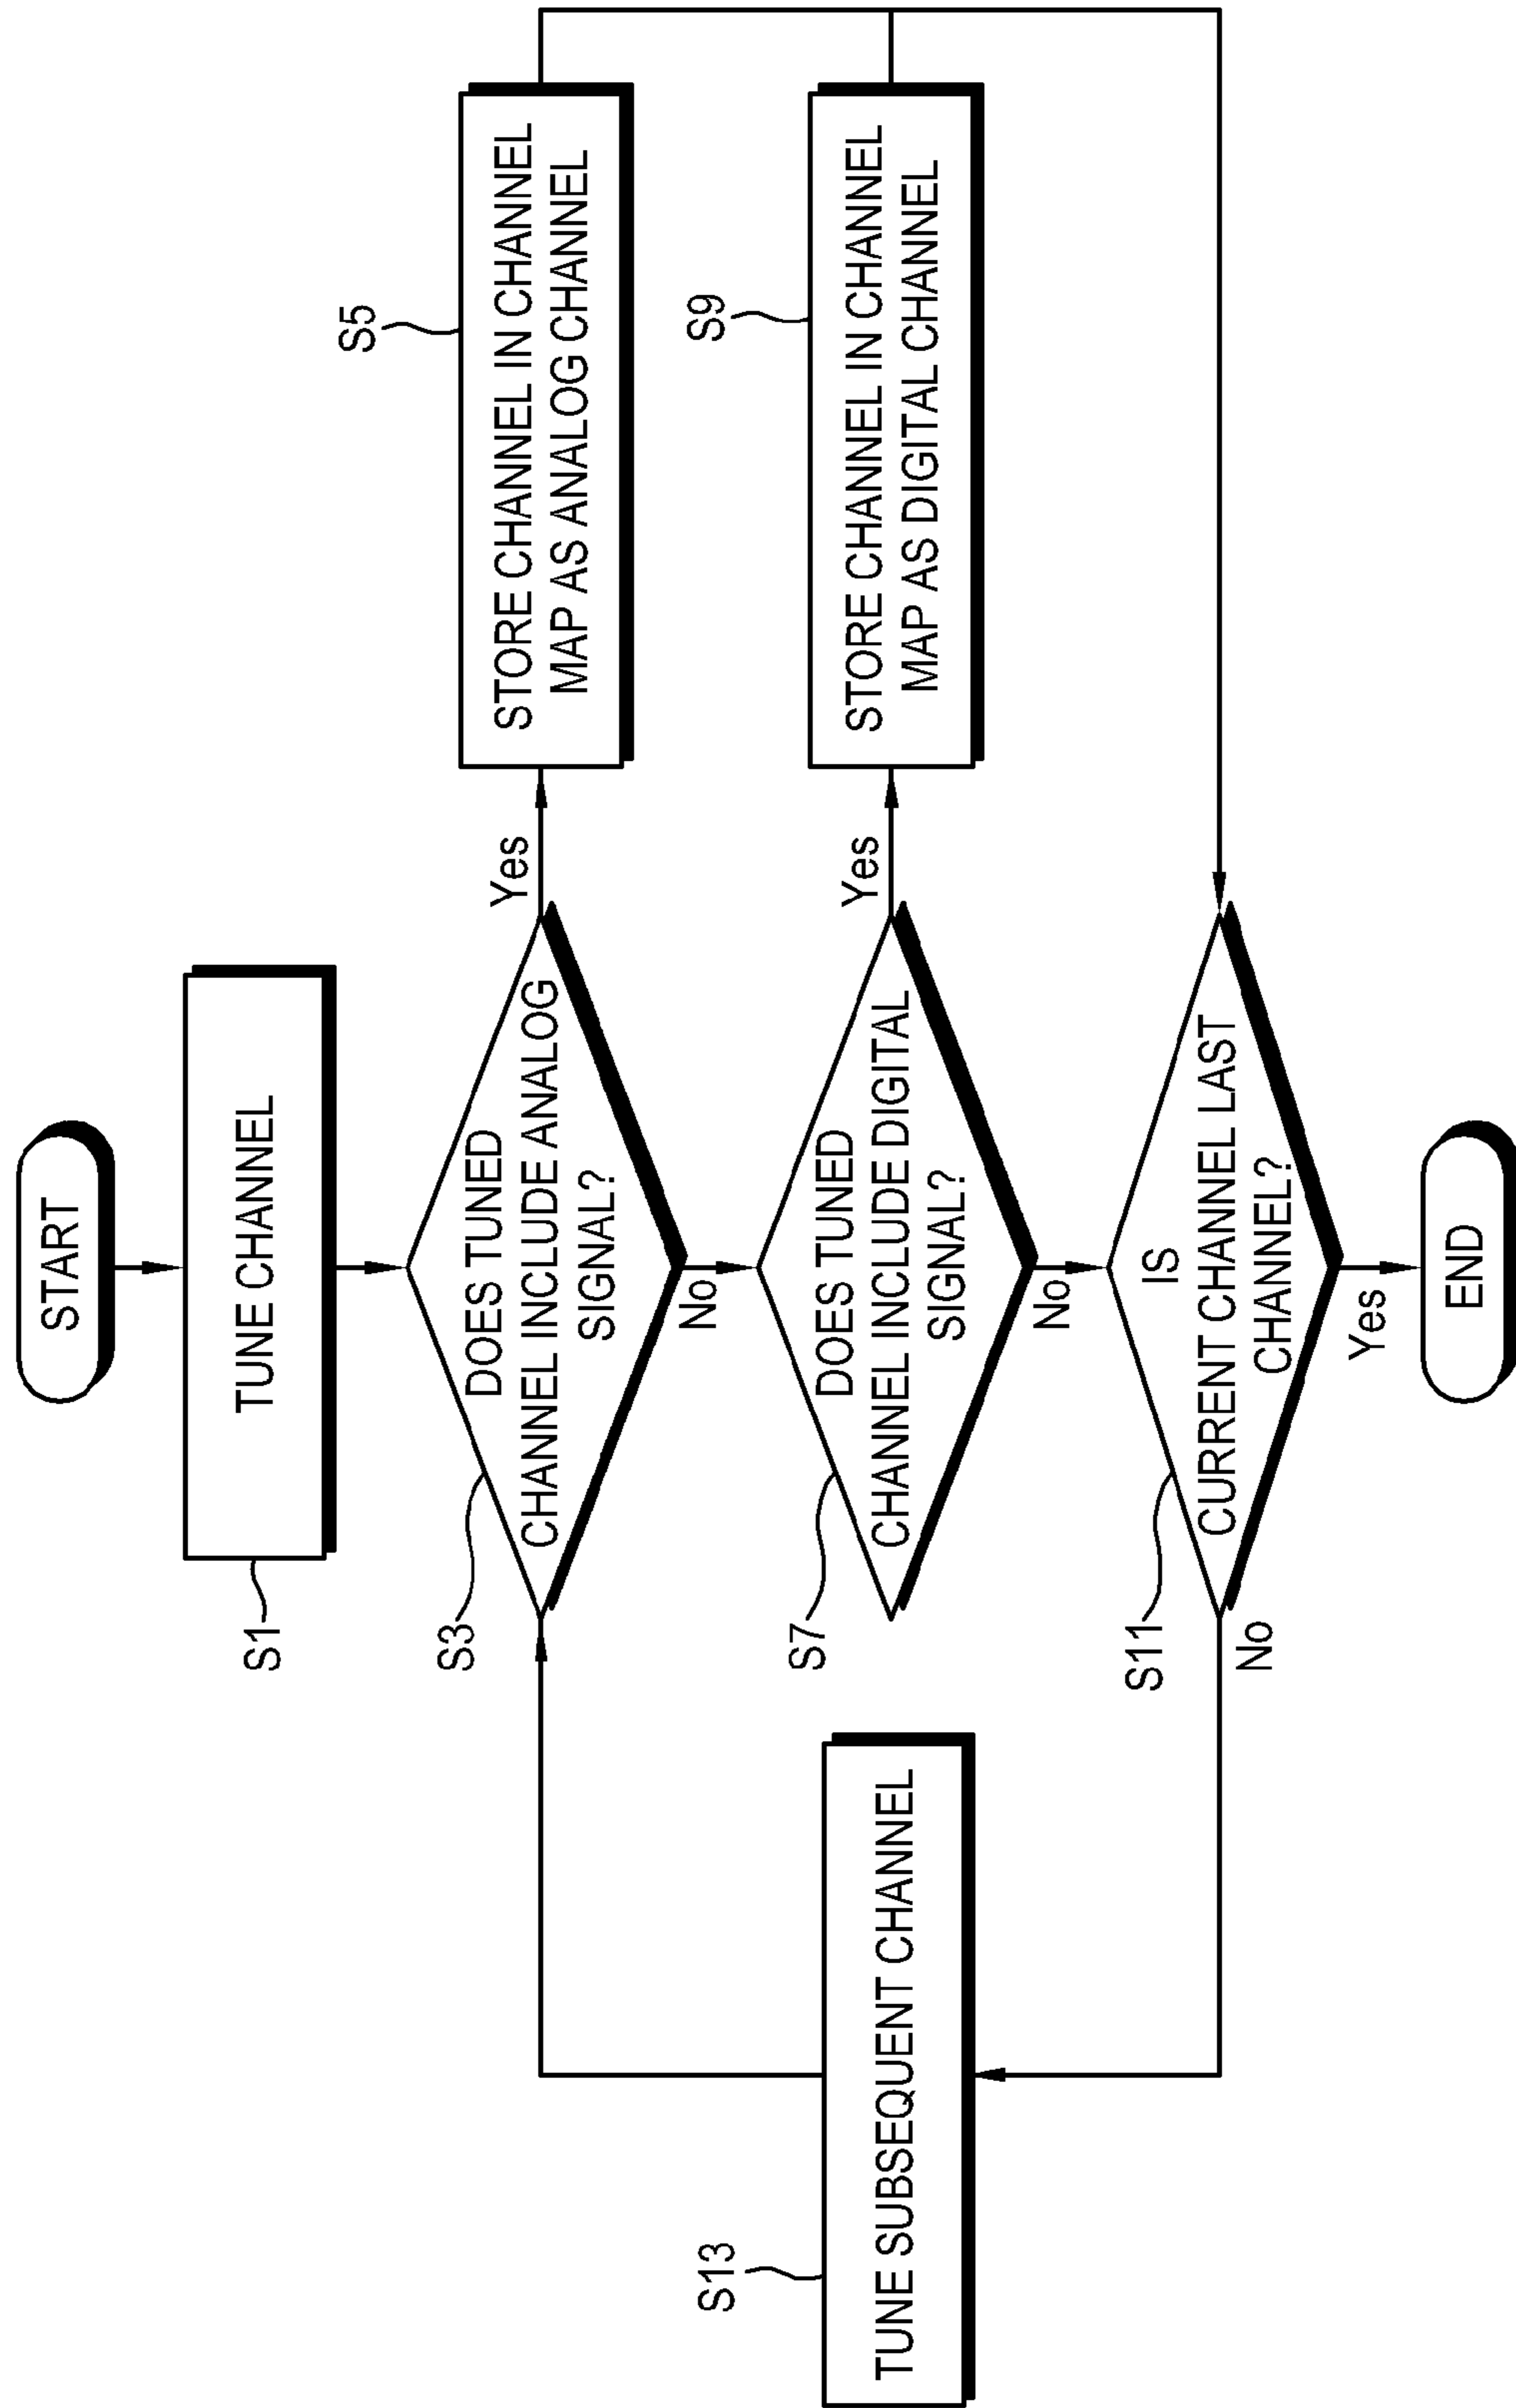 START
TUNE CHANNEL
S1
DOES TUNED
CHANNEL INCLUDE ANALOG
SIGNAL?
S3
Yes
No
STORE CHANNEL IN CHANNEL
MAP AS ANALOG CHANNEL
S5
DOES TUNED
CHANNEL INCLUDE DIGITAL
SIGNAL?
S7
Yes
No
STORE CHANNEL IN CHANNEL
MAP AS DIGITAL CHANNEL
S9
TUNE SUBSEQUENT CHANNEL
S13
IS
CURRENT CHANNEL LAST
CHANNEL?
S11
No
Yes
END